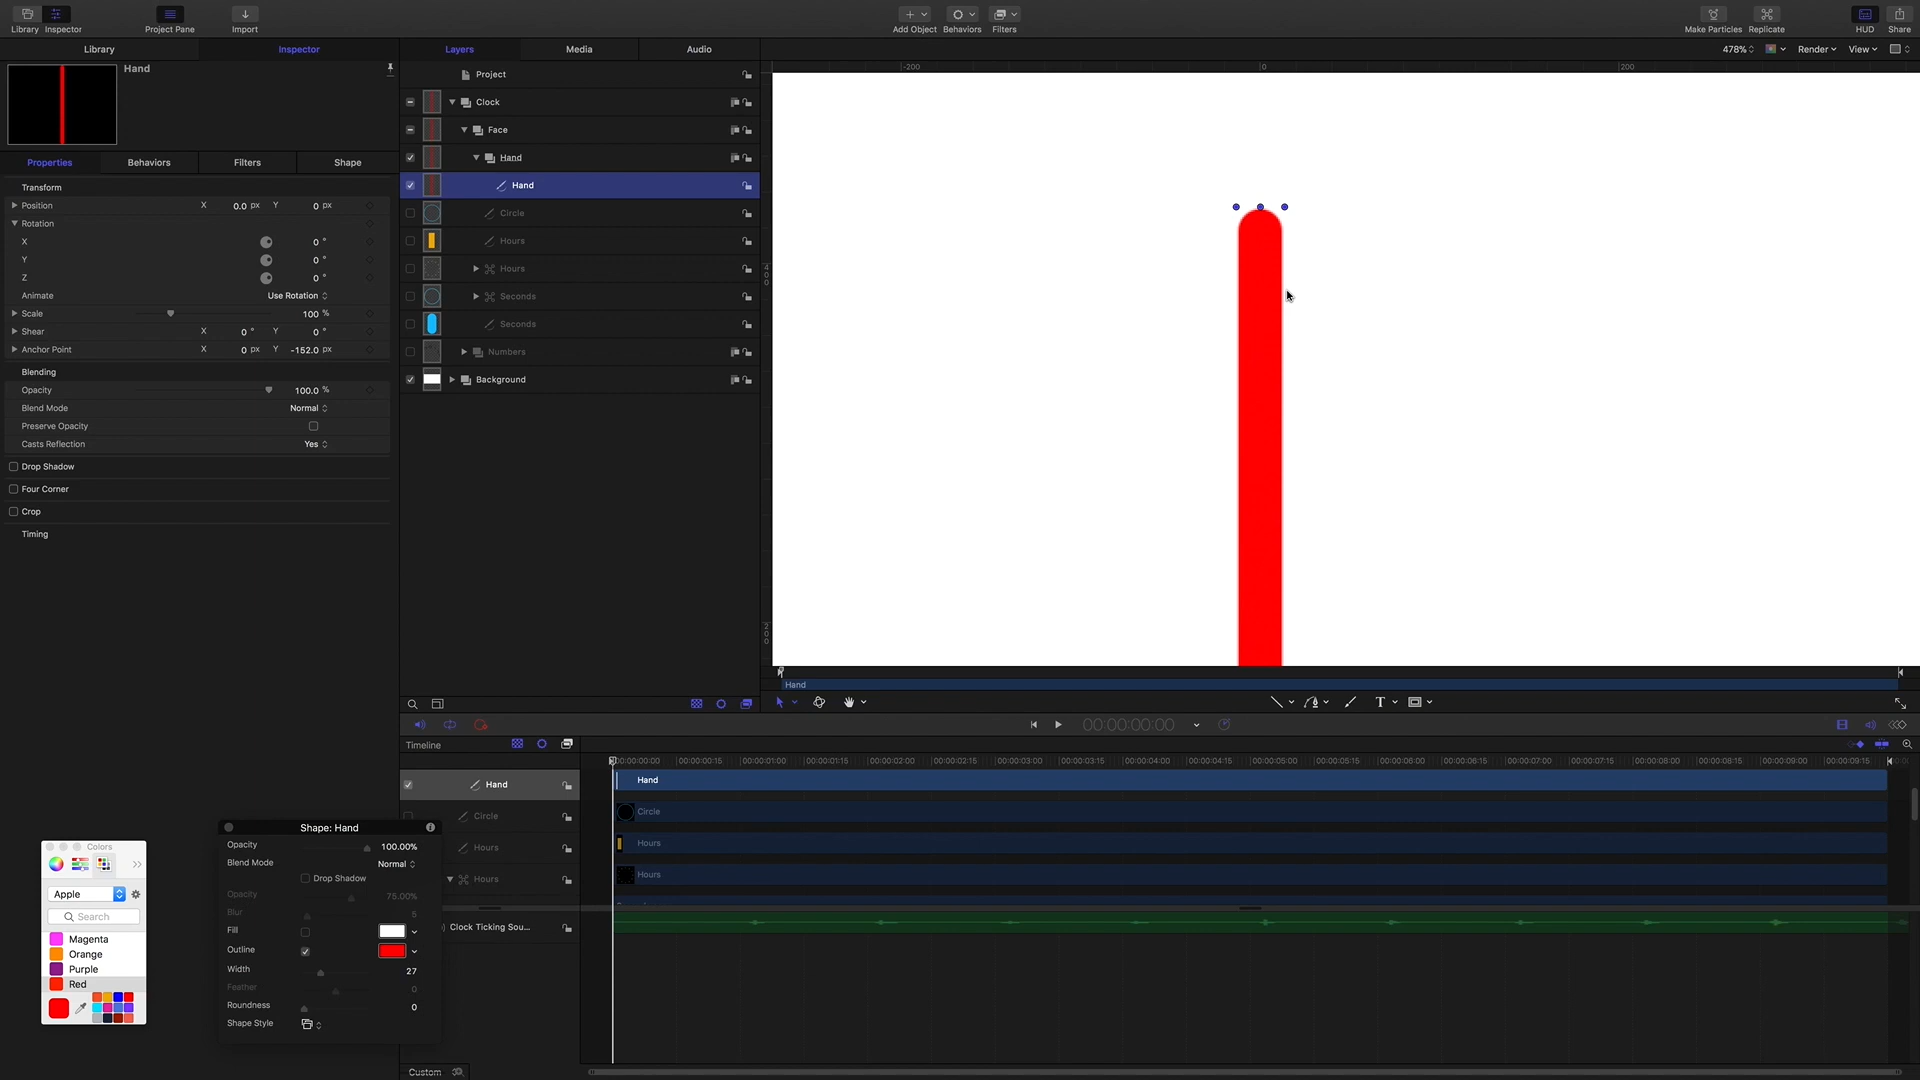 Library Inspector Project Pane Import Add Object Behaviors Filters Make Particles Replicate HUD Share
Library Inspector Layers Media Audio 478% Render View
Hand
Properties Behaviors Filters Shape
Transform
Position X 0.0 px Y 0 px
Rotation
X 0 °
Y 0 °
Z 0 °
Animate Use Rotation
Scale 100 %
Shear X 0 ° Y 0 °
Anchor Point X 0 px Y -152.0 px
Blending
Opacity 100.0 %
Blend Mode Normal
Preserve Opacity
Casts Reflection Yes
Drop Shadow
Four Corner
Crop
Timing
Project
Clock
Face
Hand
Hand
Circle
Hours
Hours
Seconds
Seconds
Numbers
Background
-200 0 200
400
200
Hand
T
00:00:00:00
Timeline
00:00:00:00 00:00:00:15 00:00:01:00 00:00:01:15 00:00:02:00 00:00:02:15 00:00:03:00 00:00:03:15 00:00:04:00 00:00:04:15 00:00:05:00 00:00:05:15 00:00:06:00 00:00:06:15 00:00:07:00 00:00:07:15 00:00:08:00 00:00:08:15 00:00:09:00 00:00:09:15
Hand Hand
Circle Circle
Hours Hours
Hours Hours
Clock Ticking Sou...
Custom
Shape: Hand
Opacity 100.00%
Blend Mode Normal
Drop Shadow
Opacity 75.00%
Blur 5
Fill
Outline
Width 27
Feather 0
Roundness 0
Shape Style
Colors
Apple
Search
Magenta
Orange
Purple
Red